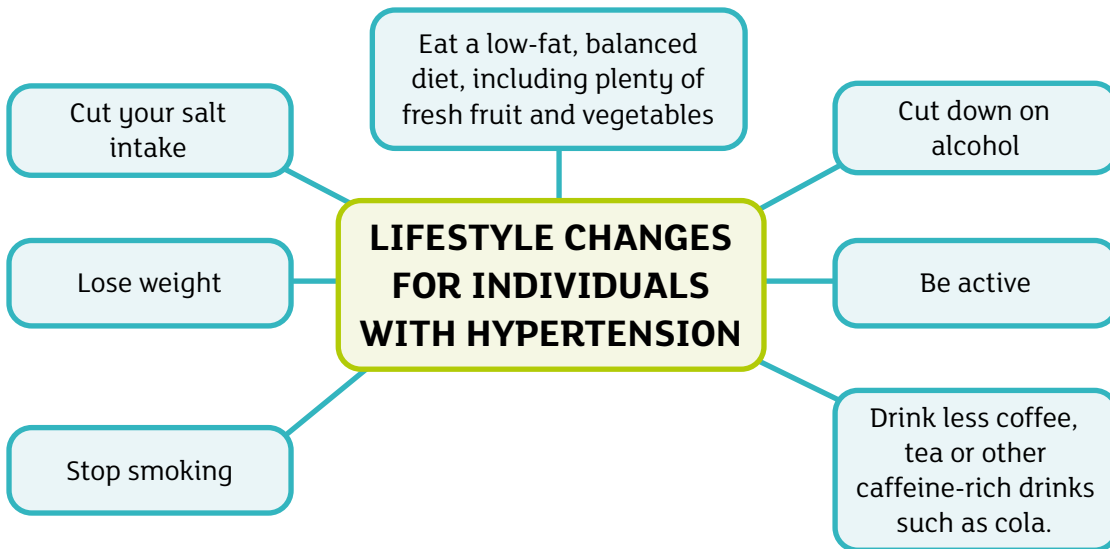 Eat a low-fat, balanced
diet, including plenty of
fresh fruit and vegetables
Cut your salt
intake
Cut down on
alcohol
LIFESTYLE CHANGES
FOR INDIVIDUALS
WITH HYPERTENSION
Lose weight
Be active
Stop smoking
Drink less coffee,
tea or other
caffeine-rich drinks
such as cola.